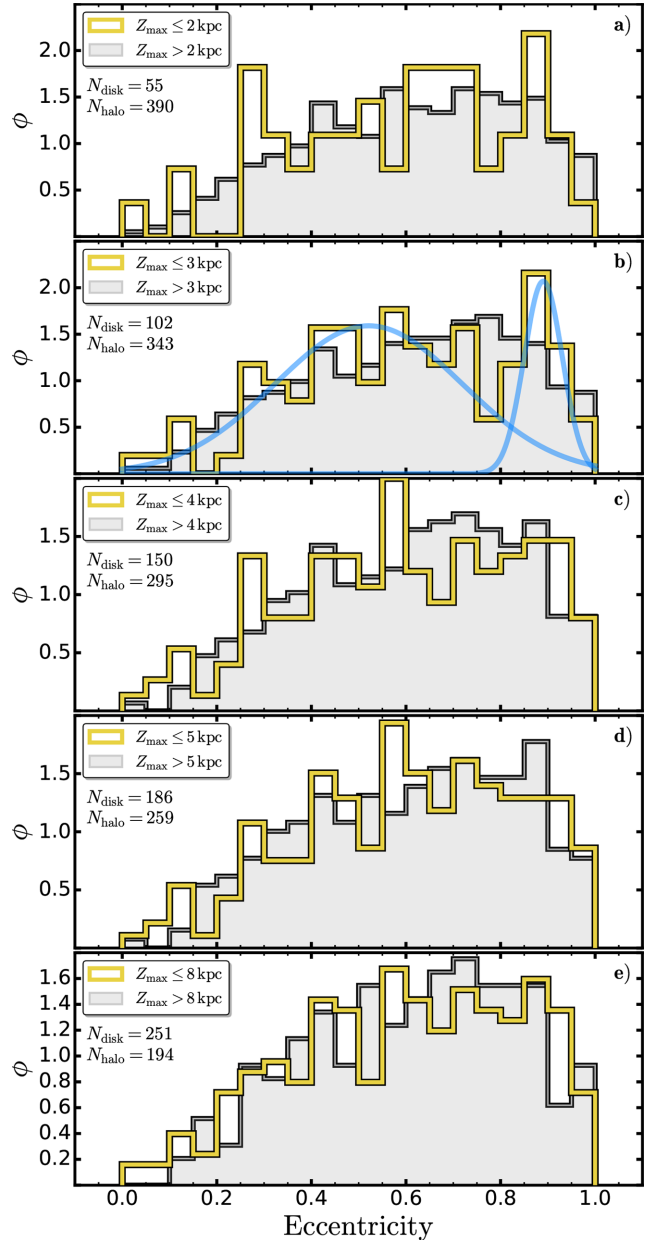 a)
Z_max ≤ 2 kpc
Z_max > 2 kpc
N_disk = 55
N_halo = 390
2.0
1.5
1.0
0.5
ϕ
b)
Z_max ≤ 3 kpc
Z_max > 3 kpc
N_disk = 102
N_halo = 343
2.0
1.5
1.0
0.5
ϕ
c)
Z_max ≤ 4 kpc
Z_max > 4 kpc
N_disk = 150
N_halo = 295
1.5
1.0
0.5
ϕ
d)
Z_max ≤ 5 kpc
Z_max > 5 kpc
N_disk = 186
N_halo = 259
1.5
1.0
0.5
ϕ
e)
Z_max ≤ 8 kpc
Z_max > 8 kpc
N_disk = 251
N_halo = 194
1.6
1.4
1.2
1.0
0.8
0.6
0.4
0.2
ϕ
0.0 0.2 0.4 0.6 0.8 1.0
Eccentricity